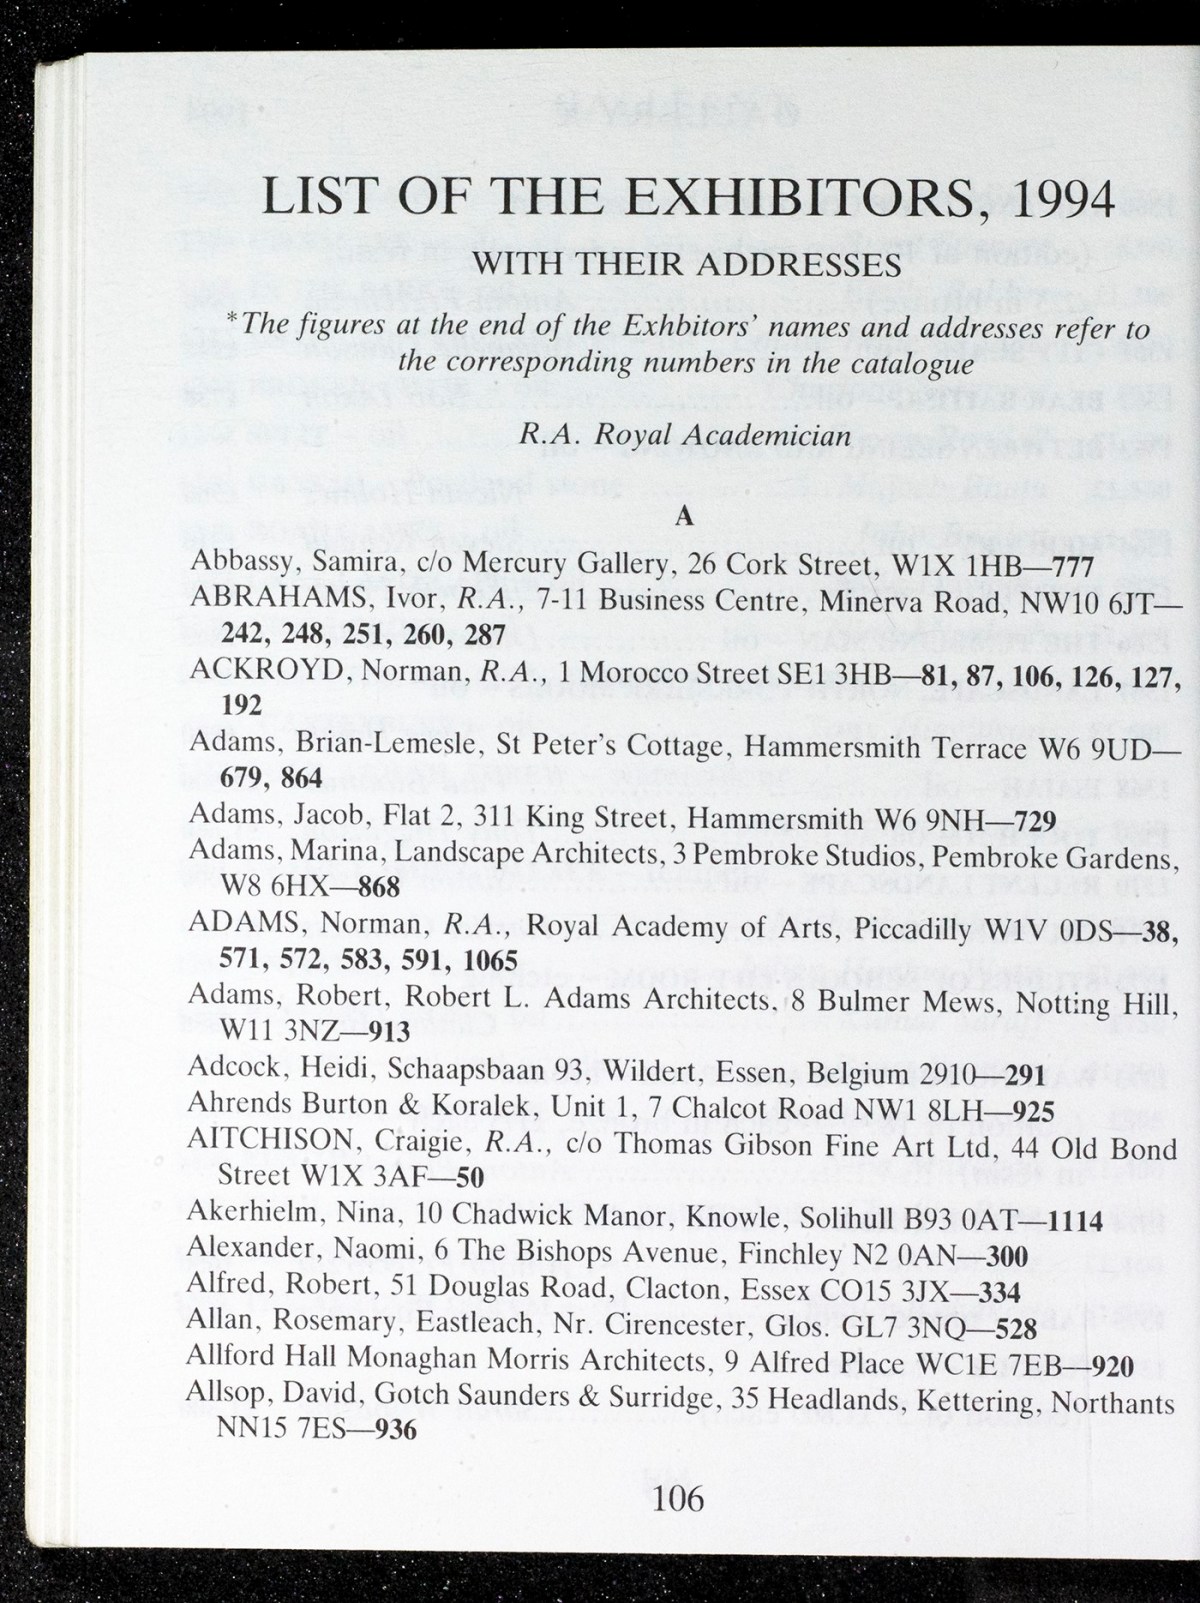 LIST OF THE EXHIBITORS, 1994
WITH THEIR ADDRESSES
*The figures at the end of the Exhbitors' names and addresses refer to
the corresponding numbers in the catalogue
R.A. Royal Academician
A
Abbassy, Samira, c/o Mercury Gallery, 26 Cork Street, W1X 1HB—777
ABRAHAMS, Ivor, R.A., 7-11 Business Centre, Minerva Road, NW10 6JT—
242, 248, 251, 260, 287
ACKROYD, Norman, R.A., 1 Morocco Street SE1 3HB—81, 87, 106, 126, 127,
192
Adams, Brian-Lemesle, St Peter's Cottage, Hammersmith Terrace W6 9UD—
679, 864
Adams, Jacob, Flat 2, 311 King Street, Hammersmith W6 9NH—729
Adams, Marina, Landscape Architects, 3 Pembroke Studios, Pembroke Gardens,
W8 6HX—868
ADAMS, Norman, R.A., Royal Academy of Arts, Piccadilly W1V 0DS—38,
571, 572, 583, 591, 1065
Adams, Robert, Robert L. Adams Architects, 8 Bulmer Mews, Notting Hill,
W11 3NZ—913
Adcock, Heidi, Schaapsbaan 93, Wildert, Essen, Belgium 2910—291
Ahrends Burton & Koralek, Unit 1, 7 Chalcot Road NW1 8LH—925
AITCHISON, Craigie, R.A., c/o Thomas Gibson Fine Art Ltd, 44 Old Bond
Street W1X 3AF—50
Akerhielm, Nina, 10 Chadwick Manor, Knowle, Solihull B93 0AT—1114
Alexander, Naomi, 6 The Bishops Avenue, Finchley N2 0AN—300
Alfred, Robert, 51 Douglas Road, Clacton, Essex CO15 3JX—334
Allan, Rosemary, Eastleach, Nr. Cirencester, Glos. GL7 3NQ—528
Allford Hall Monaghan Morris Architects, 9 Alfred Place WC1E 7EB—920
Allsop, David, Gotch Saunders & Surridge, 35 Headlands, Kettering, Northants
NN15 7ES—936
106